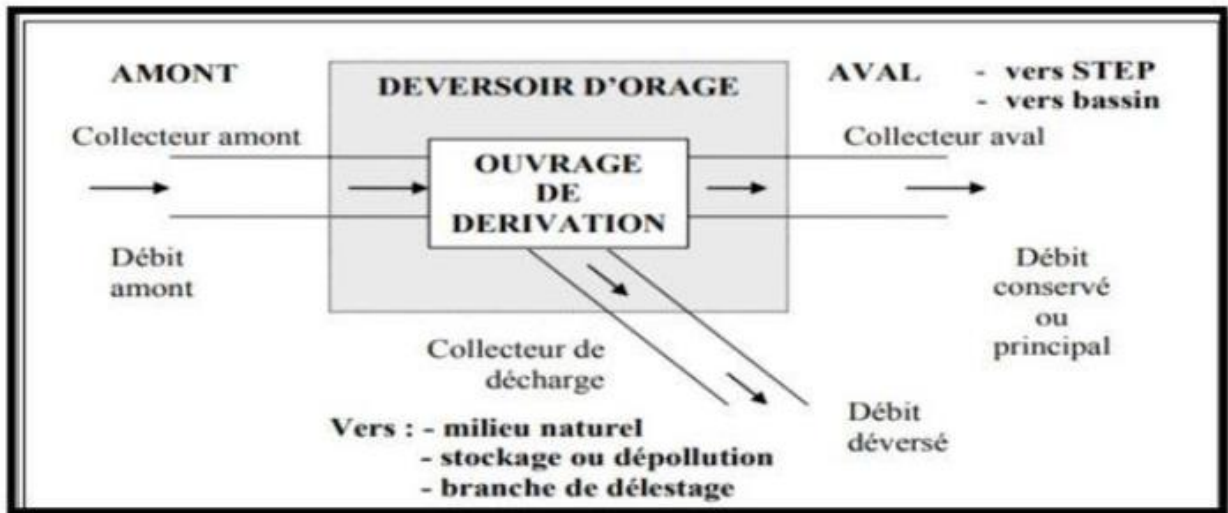 AMONT
DEVERSOIR D'ORAGE
AVAL - vers STEP
- vers bassin
Collecteur amont
Collecteur aval
OUVRAGE
DE
DERIVATION
Débit
amont
Débit
conservé
ou
principal
Collecteur de
décharge
Débit
déversé
Vers : - milieu naturel
- stockage ou dépollution
- branche de délestage